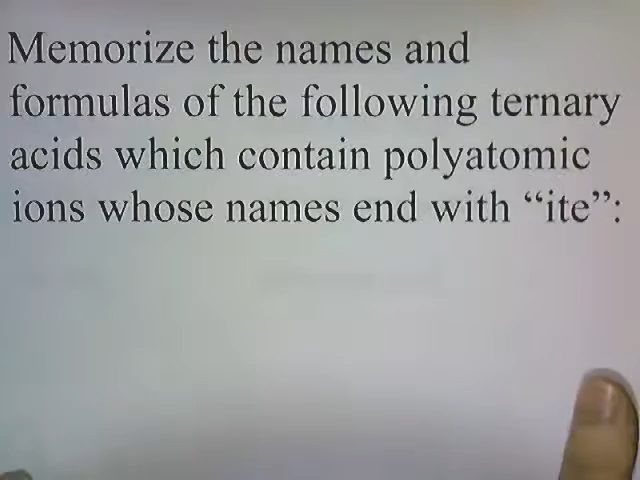 Memorize the names and
formulas of the following ternary
acids which contain polyatomic
ions whose names end with “ite”: